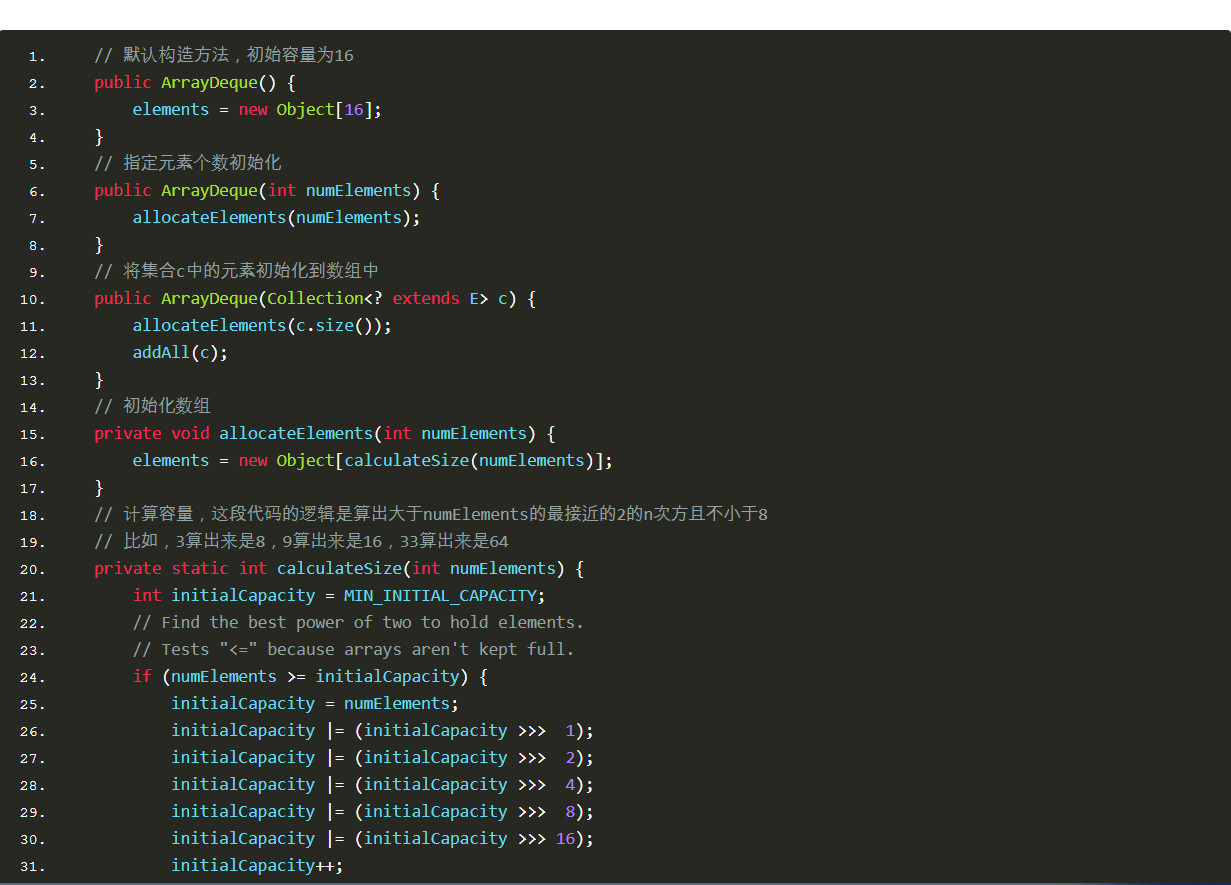 1. // 默认构造方法，初始容量为16
2. public ArrayDeque() {
3. elements = new Object[16];
4. }
5. // 指定元素个数初始化
6. public ArrayDeque(int numElements) {
7. allocateElements(numElements);
8. }
9. // 将集合c中的元素初始化到数组中
10. public ArrayDeque(Collection<? extends E> c) {
11. allocateElements(c.size());
12. addAll(c);
13. }
14. // 初始化数组
15. private void allocateElements(int numElements) {
16. elements = new Object[calculateSize(numElements)];
17. }
18. // 计算容量，这段代码的逻辑是算出大于numElements的最接近的2的n次方且不小于8
19. // 比如，3算出来是8，9算出来是16，33算出来是64
20. private static int calculateSize(int numElements) {
21. int initialCapacity = MIN_INITIAL_CAPACITY;
22. // Find the best power of two to hold elements.
23. // Tests "<=" because arrays aren't kept full.
24. if (numElements >= initialCapacity) {
25. initialCapacity = numElements;
26. initialCapacity |= (initialCapacity >>> 1);
27. initialCapacity |= (initialCapacity >>> 2);
28. initialCapacity |= (initialCapacity >>> 4);
29. initialCapacity |= (initialCapacity >>> 8);
30. initialCapacity |= (initialCapacity >>> 16);
31. initialCapacity++;